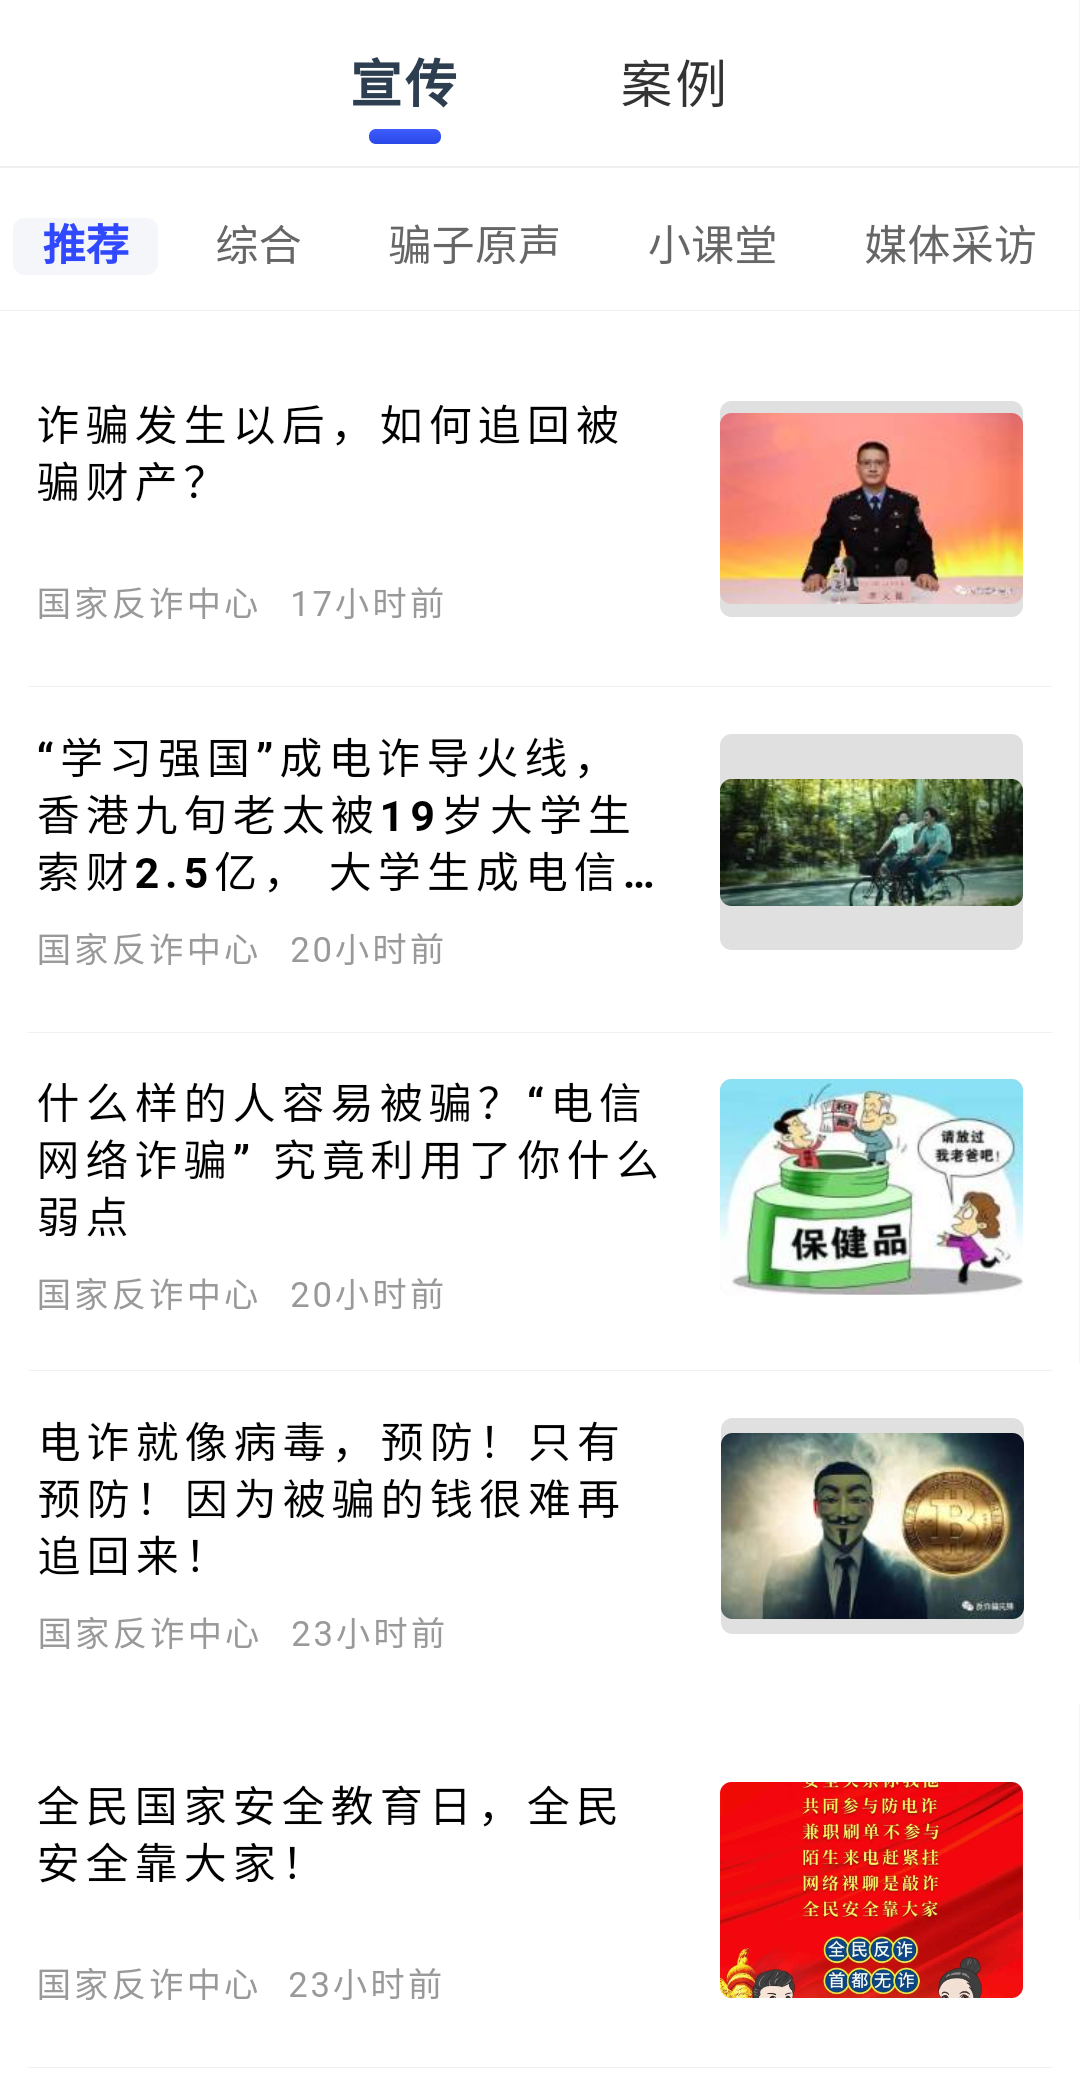 宣传 案例
推荐 综合 骗子原声 小课堂 媒体采访
诈骗发生以后，如何追回被
骗财产？
国家反诈中心 17小时前
“学习强国”成电诈导火线，
香港九旬老太被19岁大学生
索财2.5亿， 大学生成电信...
国家反诈中心 20小时前
什么样的人容易被骗？“电信
网络诈骗” 究竟利用了你什么
弱点
国家反诈中心 20小时前
请放过
我老爸吧！
保健品
电诈就像病毒，预防！只有
预防！因为被骗的钱很难再
追回来！
国家反诈中心 23小时前
全民国家安全教育日，全民
安全靠大家！
国家反诈中心 23小时前
共同参与防电诈
兼职刷单不参与
陌生来电赶紧挂
网络裸聊是敲诈
全民安全靠大家
全民反诈
首都无诈